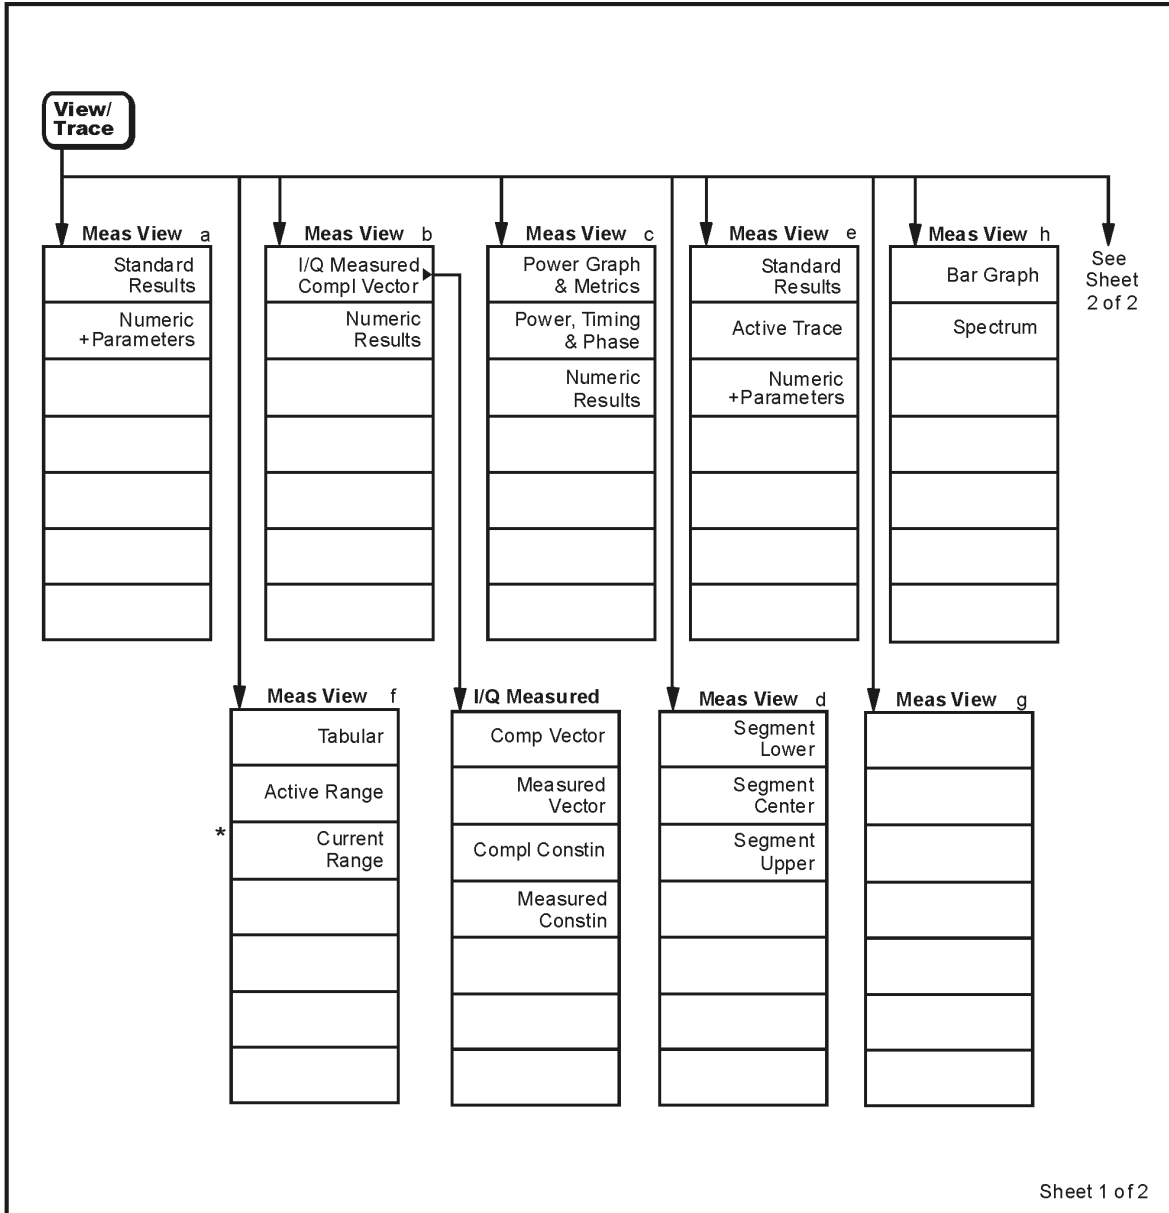 View/
Trace
Meas View a
Standard
Results
Numeric
+Parameters
Meas View b
I/Q Measured
Compl Vector
Numeric
Results
Meas View c
Power Graph
& Metrics
Power, Timing
& Phase
Numeric
Results
Meas View e
Standard
Results
Active Trace
Numeric
+Parameters
Meas View h
Bar Graph
Spectrum
See
Sheet
2 of 2
Meas View f
Tabular
Active Range
*
Current
Range
I/Q Measured
Comp Vector
Measured
Vector
Compl Constin
Measured
Constin
Meas View d
Segment
Lower
Segment
Center
Segment
Upper
Meas View g
Sheet 1 of 2